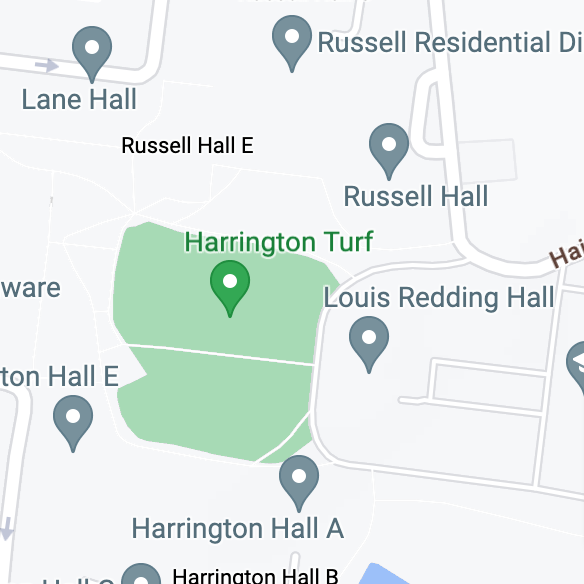 Russell Residential Di
Lane Hall
Russell Hall E
Russell Hall
Harrington Turf
Hai
ware
Louis Redding Hall
ton Hall E
Harrington Hall A
Harrington Hall B